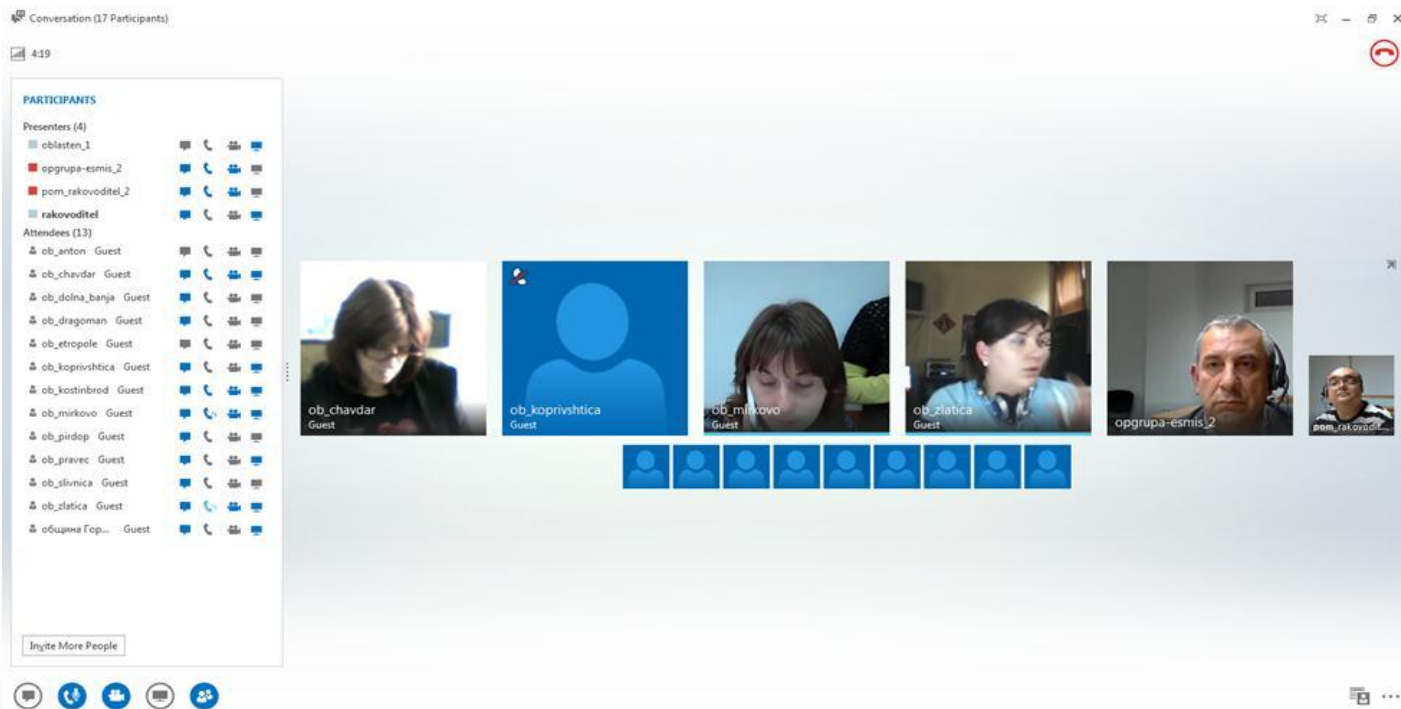 Conversation (17 Participants)
4:19
PARTICIPANTS
Presenters (4)
oblasten_1
opgrupa-esmis_2
pom_rakovoditel_2
rakovoditel
Attendees (13)
ob_anton Guest
ob_chavdar Guest
ob_dolna_banja Guest
ob_dragoman Guest
ob_etropole Guest
ob_koprivshtica Guest
ob_kostinbrod Guest
ob_mirkovo Guest
ob_pirdop Guest
ob_pravec Guest
ob_slivnica Guest
ob_zlatica Guest
община Гор... Guest
Invite More People
ob_chavdar
Guest
ob_koprivshtica
Guest
ob_mirkovo
Guest
ob_zlatica
Guest
opgrupa-esmis_2
pom_rakovodit...